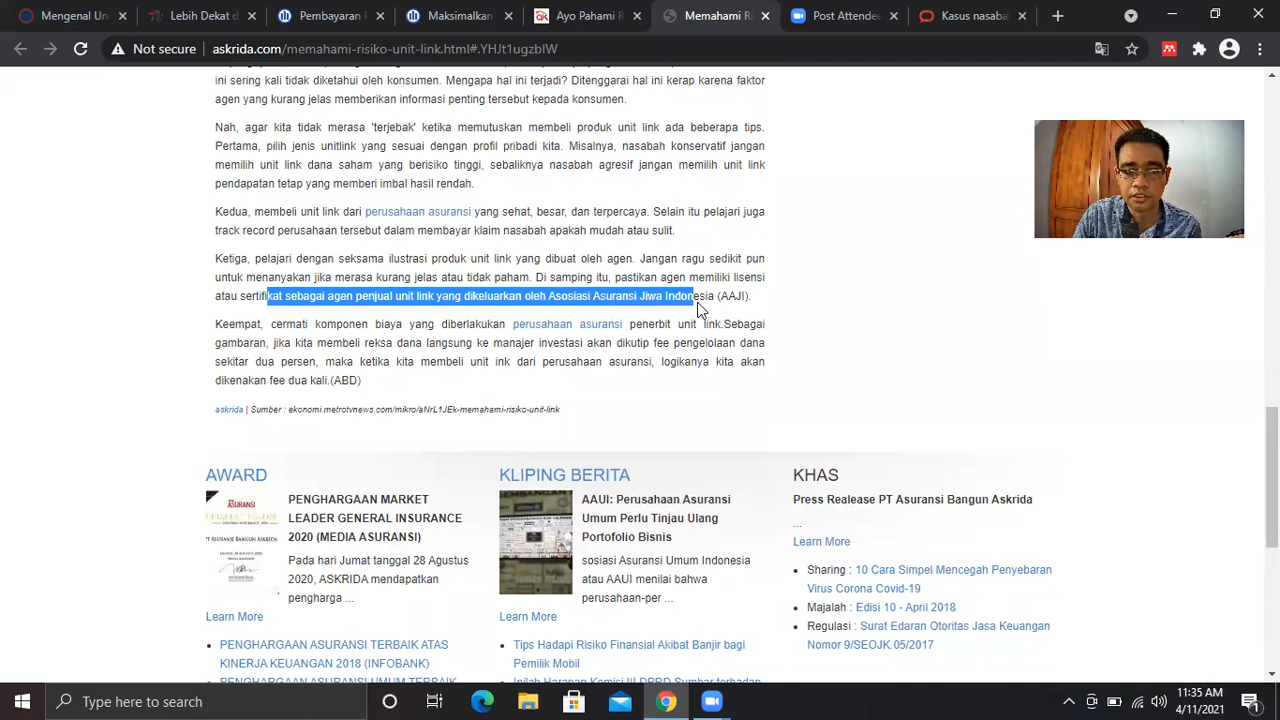 Mengenal Un
Lebih Dekat d
Pembayaran
Maksimalkan
Ayo Pahami R
Memahami Ri
Post Attendee
Kasus nasabal
Not secure
askrida.com/memahami-risiko-unit-link.html#.YHJt1ugzbIW
ini sering kali tidak diketahui oleh konsumen. Mengapa hal ini terjadi? Ditenggarai hal ini kerap karena faktor
agen yang kurang jelas memberikan informasi penting tersebut kepada konsumen.
Nah, agar kita tidak merasa 'terjebak' ketika memutuskan membeli produk unit link ada beberapa tips.
Pertama, pilih jenis unitlink yang sesuai dengan profil pribadi kita. Misalnya, nasabah konservatif jangan
memilih unit link dana saham yang berisiko tinggi, sebaliknya nasabah agresif jangan memilih unit link
pendapatan tetap yang memberi imbal hasil rendah.
Kedua, membeli unit link dari perusahaan asuransi yang sehat, besar, dan terpercaya. Selain itu pelajari juga
track record perusahaan tersebut dalam membayar klaim nasabah apakah mudah atau sulit.
Ketiga, pelajari dengan seksama ilustrasi produk unit link yang dibuat oleh agen. Jangan ragu sedikit pun
untuk menanyakan jika merasa kurang jelas atau tidak paham. Di samping itu, pastikan agen memiliki lisensi
atau sertifikat sebagai agen penjual unit link yang dikeluarkan oleh Asosiasi Asuransi Jiwa Indonesia (AAJI).
Keempat, cermati komponen biaya yang diberlakukan perusahaan asuransi penerbit unit link.Sebagai
gambaran, jika kita membeli reksa dana langsung ke manajer investasi akan dikutip fee pengelolaan dana
sekitar dua persen, maka ketika kita membeli unit ink dari perusahaan asuransi, logikanya kita akan
dikenakan fee dua kali.(ABD)
askrida | Sumber : ekonomi.metrotvnews.com/mikro/aNrL1JEk-memahami-risiko-unit-link
AWARD
PENGHARGAAN MARKET
LEADER GENERAL INSURANCE
2020 (MEDIA ASURANSI)
Pada hari Jumat tanggal 28 Agustus
2020, ASKRIDA mendapatkan
pengharga ...
Learn More
PENGHARGAAN ASURANSI TERBAIK ATAS
KINERJA KEUANGAN 2018 (INFOBANK)
PENGHARGAAN ASURANSI UMUM TERBAIK
KLIPING BERITA
AAUI: Perusahaan Asuransi
Umum Perlu Tinjau Ulang
Portofolio Bisnis
sosiasi Asuransi Umum Indonesia
atau AAUI menilai bahwa
perusahaan-per ...
Learn More
Tips Hadapi Risiko Finansial Akibat Banjir bagi
Pemilik Mobil
Inilah Harapan Komisi III DPRD Sumbar terhadap
KHAS
Press Realease PT Asuransi Bangun Askrida
...
Learn More
Sharing : 10 Cara Simpel Mencegah Penyebaran
Virus Corona Covid-19
Majalah : Edisi 10 - April 2018
Regulasi : Surat Edaran Otoritas Jasa Keuangan
Nomor 9/SEOJK.05/2017
Type here to search
11:35 AM
4/11/2021